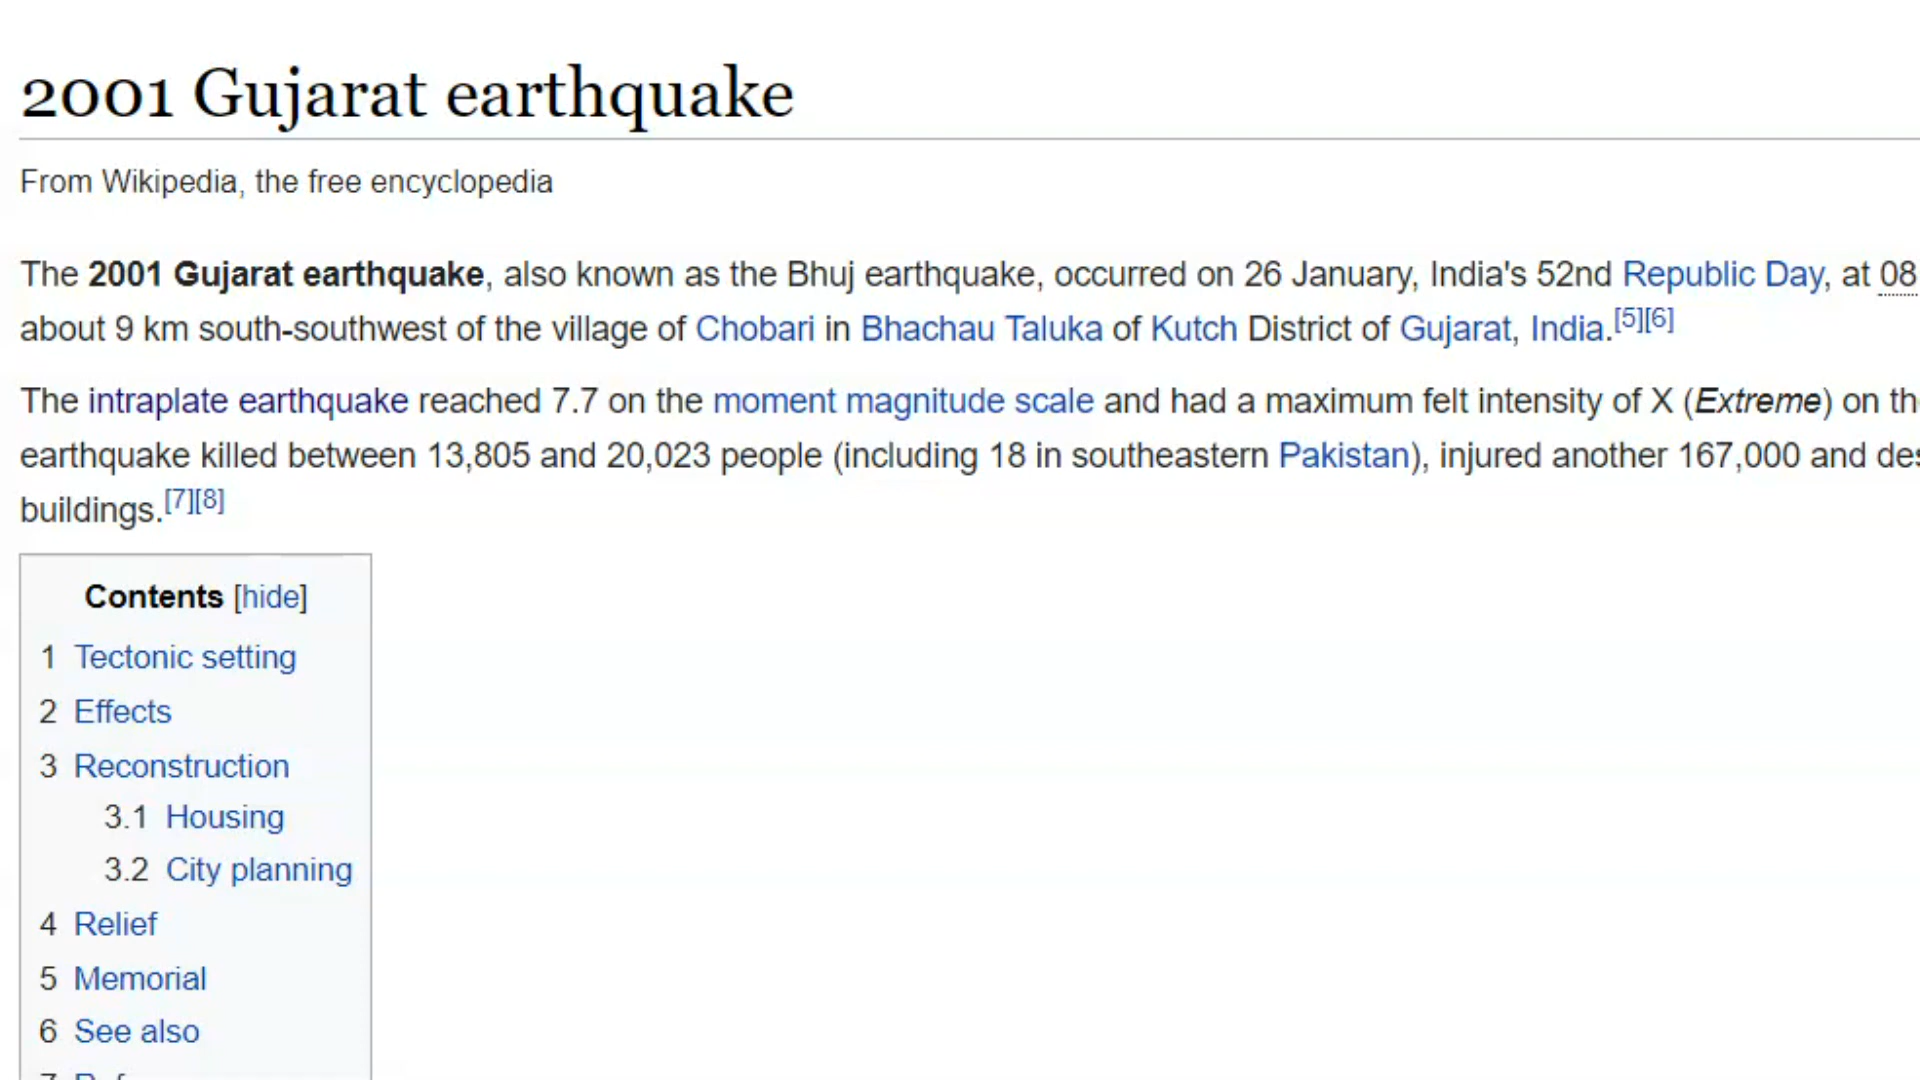 2001 Gujarat earthquake
From Wikipedia, the free encyclopedia
The 2001 Gujarat earthquake, also known as the Bhuj earthquake, occurred on 26 January, India's 52nd Republic Day, at 08
about 9 km south-southwest of the village of Chobari in Bhachau Taluka of Kutch District of Gujarat, India.[5][6]
The intraplate earthquake reached 7.7 on the moment magnitude scale and had a maximum felt intensity of X (Extreme) on th
earthquake killed between 13,805 and 20,023 people (including 18 in southeastern Pakistan), injured another 167,000 and des
buildings.[7][8]
Contents [hide]
1 Tectonic setting
2 Effects
3 Reconstruction
3.1 Housing
3.2 City planning
4 Relief
5 Memorial
6 See also